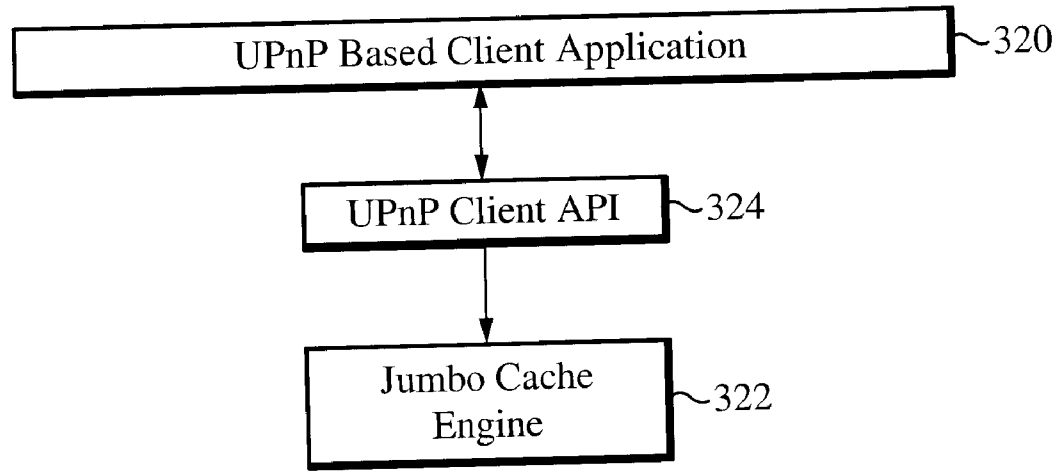 UPnP Based Client Application
320
UPnP Client API
324
Jumbo Cache
Engine
322